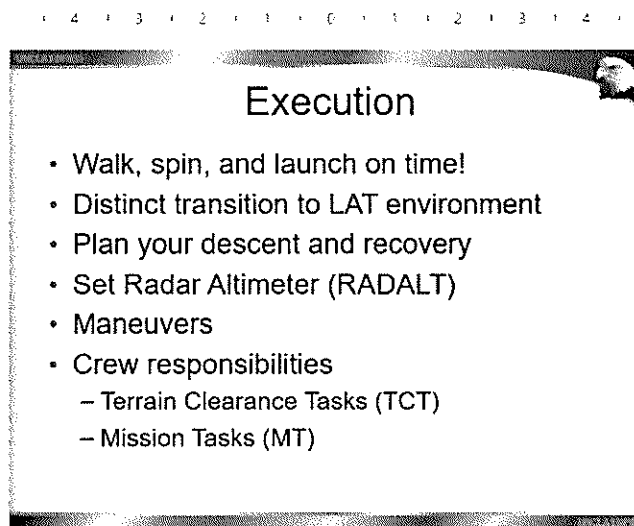 4 3 2 1 0 1 2 3 4
Execution
• Walk, spin, and launch on time!
• Distinct transition to LAT environment
• Plan your descent and recovery
• Set Radar Altimeter (RADALT)
• Maneuvers
• Crew responsibilities
– Terrain Clearance Tasks (TCT)
– Mission Tasks (MT)